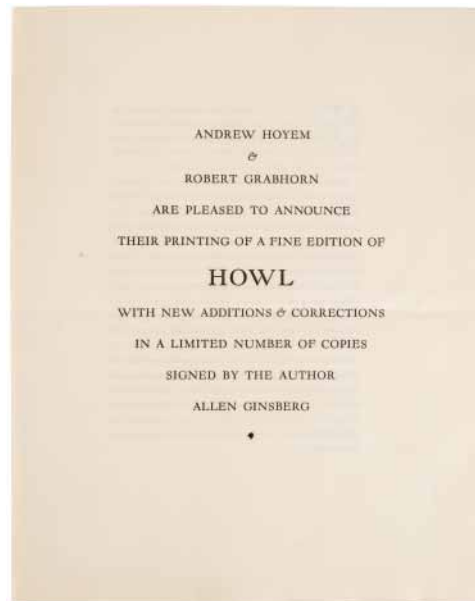 ANDREW HOYEM
&
ROBERT GRABHORN
ARE PLEASED TO ANNOUNCE
THEIR PRINTING OF A FINE EDITION OF
HOWL
WITH NEW ADDITIONS & CORRECTIONS
IN A LIMITED NUMBER OF COPIES
SIGNED BY THE AUTHOR
ALLEN GINSBERG